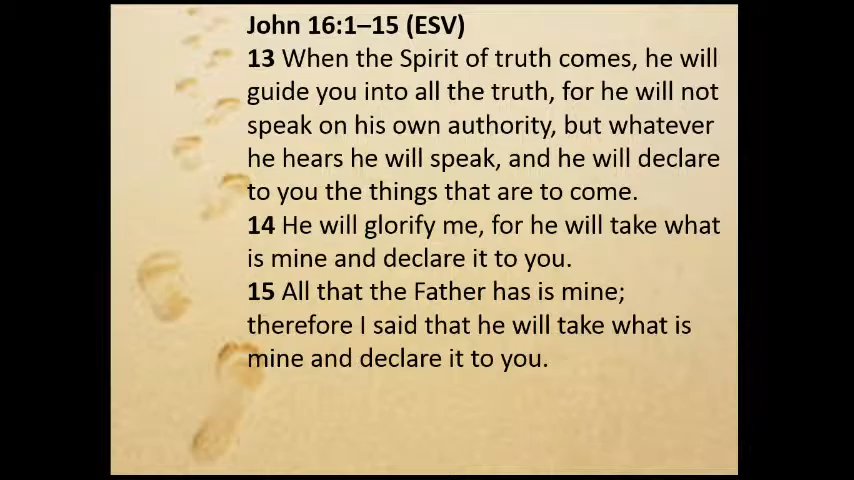 John 16:1–15 (ESV)
13 When the Spirit of truth comes, he will
guide you into all the truth, for he will not
speak on his own authority, but whatever
he hears he will speak, and he will declare
to you the things that are to come.
14 He will glorify me, for he will take what
is mine and declare it to you.
15 All that the Father has is mine;
therefore I said that he will take what is
mine and declare it to you.